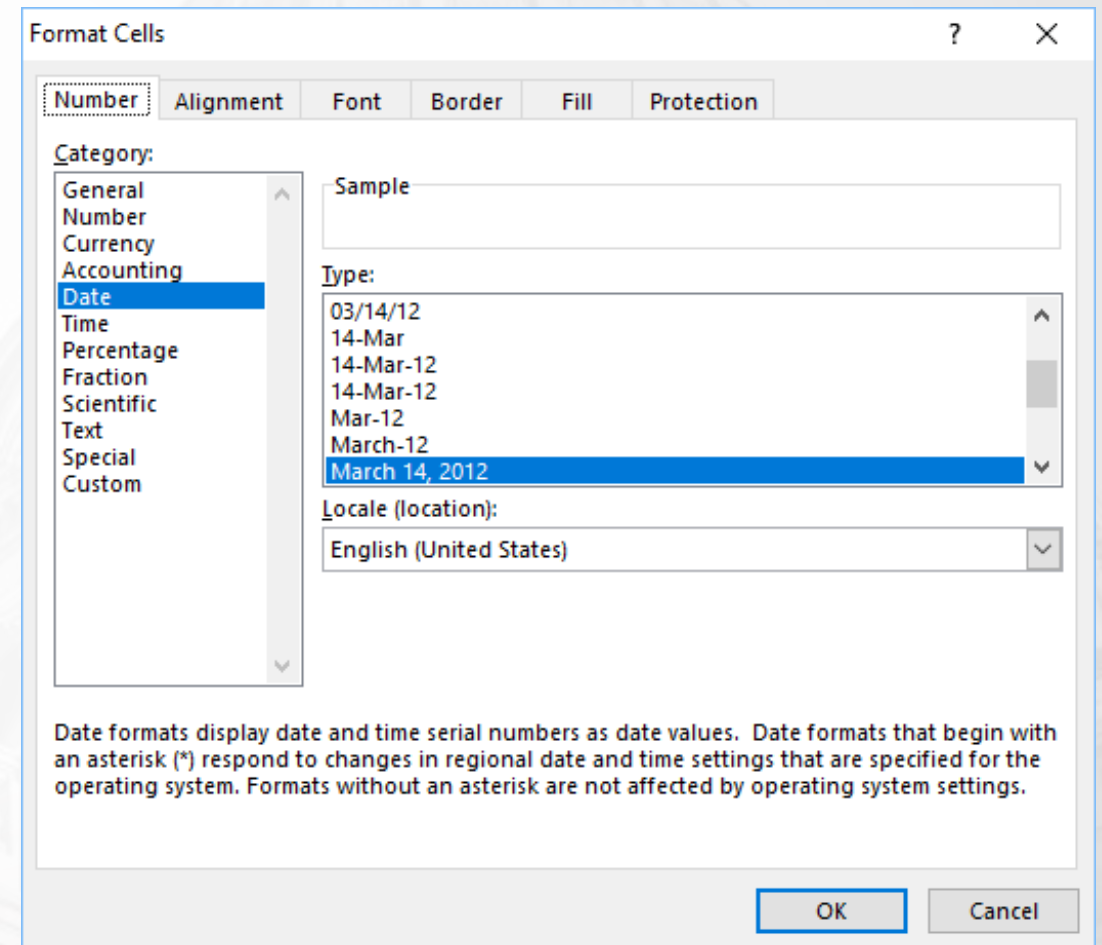 Format Cells
?
Number Alignment Font Border Fill Protection
Category:
General
Number
Currency
Accounting
Date
Time
Percentage
Fraction
Scientific
Text
Special
Custom
Sample
Type:
03/14/12
14-Mar
14-Mar-12
14-Mar-12
Mar-12
March-12
March 14, 2012
Locale (location):
English (United States)
Date formats display date and time serial numbers as date values.  Date formats that begin with
an asterisk (*) respond to changes in regional date and time settings that are specified for the
operating system. Formats without an asterisk are not affected by operating system settings.
OK Cancel